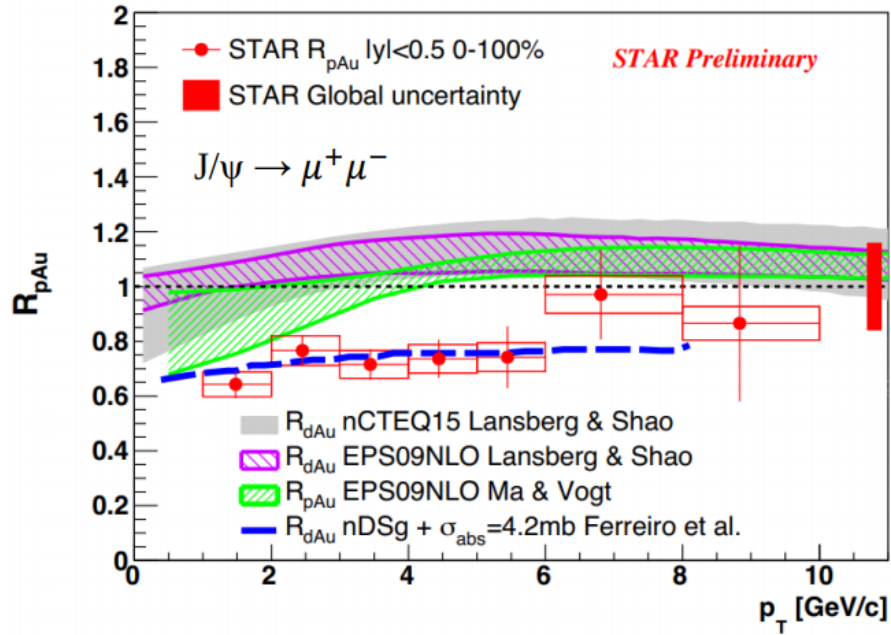 2
1.8
1.6
1.4
1.2
1
0.8
0.6
0.4
0.2
0
R_pAu
STAR R_pAu |y|<0.5 0-100%
STAR Preliminary
STAR Global uncertainty
J/ψ → μ⁺μ⁻
R_dAu nCTEQ15 Lansberg & Shao
R_dAu EPS09NLO Lansberg & Shao
R_pAu EPS09NLO Ma & Vogt
R_dAu nDSg + σ_abs=4.2mb Ferreiro et al.
0 2 4 6 8 10
p_T [GeV/c]